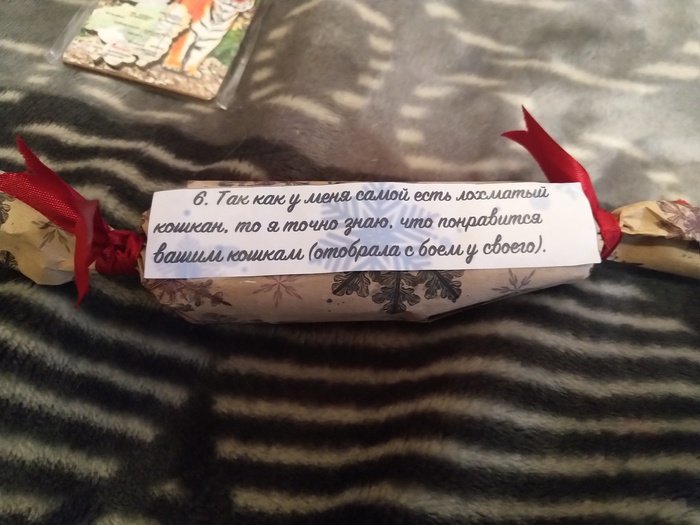 6. Так как у меня самой есть лохматый
кошкан, то я точно знаю, что понравится
вашим кошкам (отобрала с боем у своего).